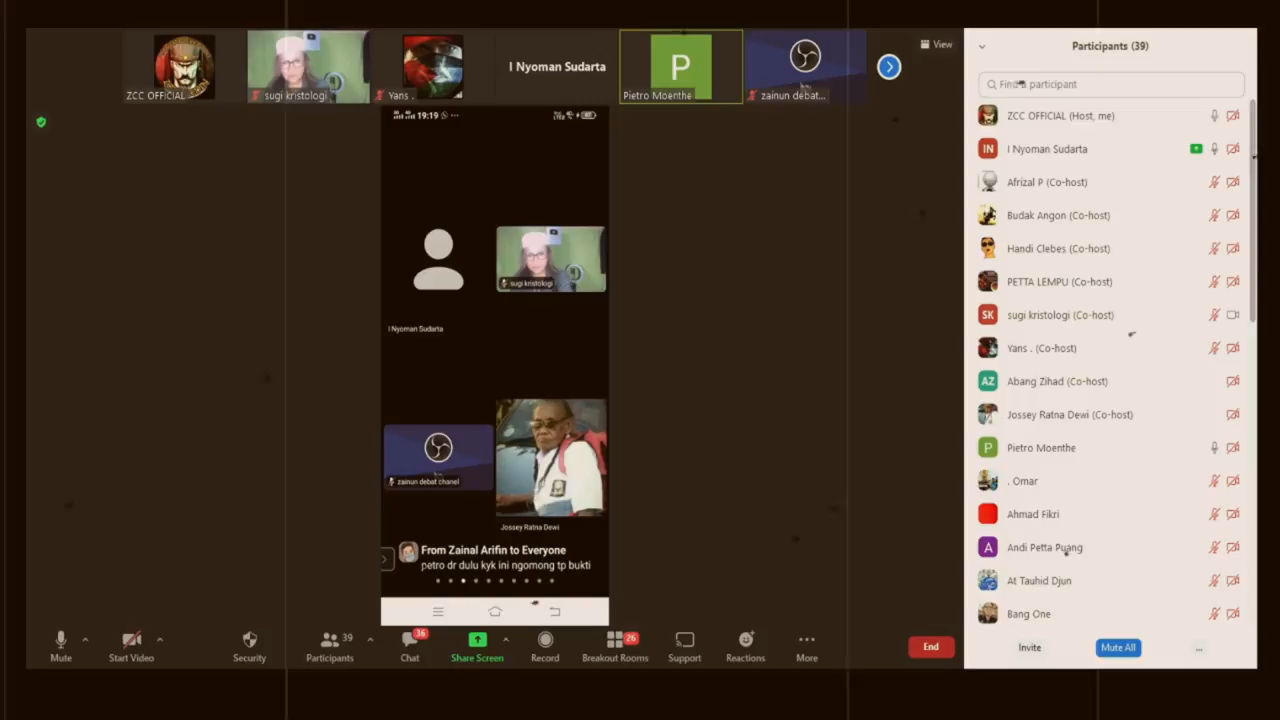 View
ZCC OFFICIAL
sugi kristologi
Yans .
I Nyoman Sudarta
P
Pietro Moenthe
zainun debat...
19:19
sugi kristologi
I Nyoman Sudarta
zainun debat chanel
Jossey Ratna Dewi
From Zainal Arifin to Everyone
petro dr dulu kyk ini ngomong tp bukti
Participants (39)
Find a participant
ZCC OFFICIAL (Host, me)
IN I Nyoman Sudarta
Afrizal P (Co-host)
Budak Angon (Co-host)
Handi Clebes (Co-host)
PETTA LEMPU (Co-host)
SK sugi kristologi (Co-host)
Yans . (Co-host)
AZ Abang Zihad (Co-host)
Jossey Ratna Dewi (Co-host)
P Pietro Moenthe
. Omar
Ahmad Fikri
A Andi Petta Puang
At Tauhid Djun
Bang One
Invite
Mute All
...
Mute
Start Video
Security
39
Participants
36
Chat
Share Screen
Record
26
Breakout Rooms
Support
Reactions
More
End